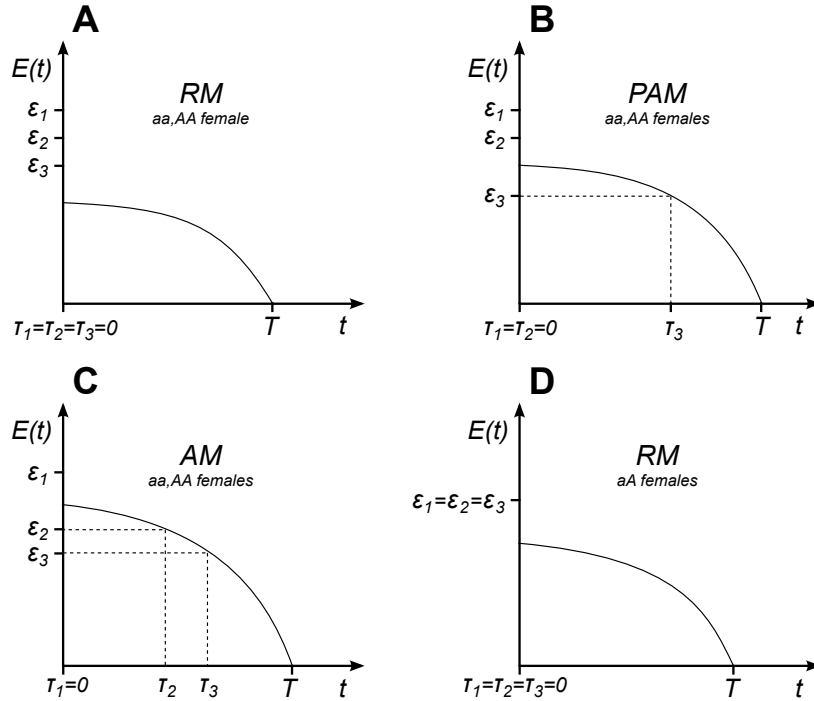 A
E(t)
RM
aa,AA female
ε1
ε2
ε3
τ1=τ2=τ3=0
T
t
B
E(t)
PAM
aa,AA females
ε1
ε2
ε3
τ1=τ2=0
τ3
T
t
C
E(t)
AM
aa,AA females
ε1
ε2
ε3
τ1=0
τ2
τ3
T
t
D
E(t)
RM
aA females
ε1=ε2=ε3
τ1=τ2=τ3=0
T
t